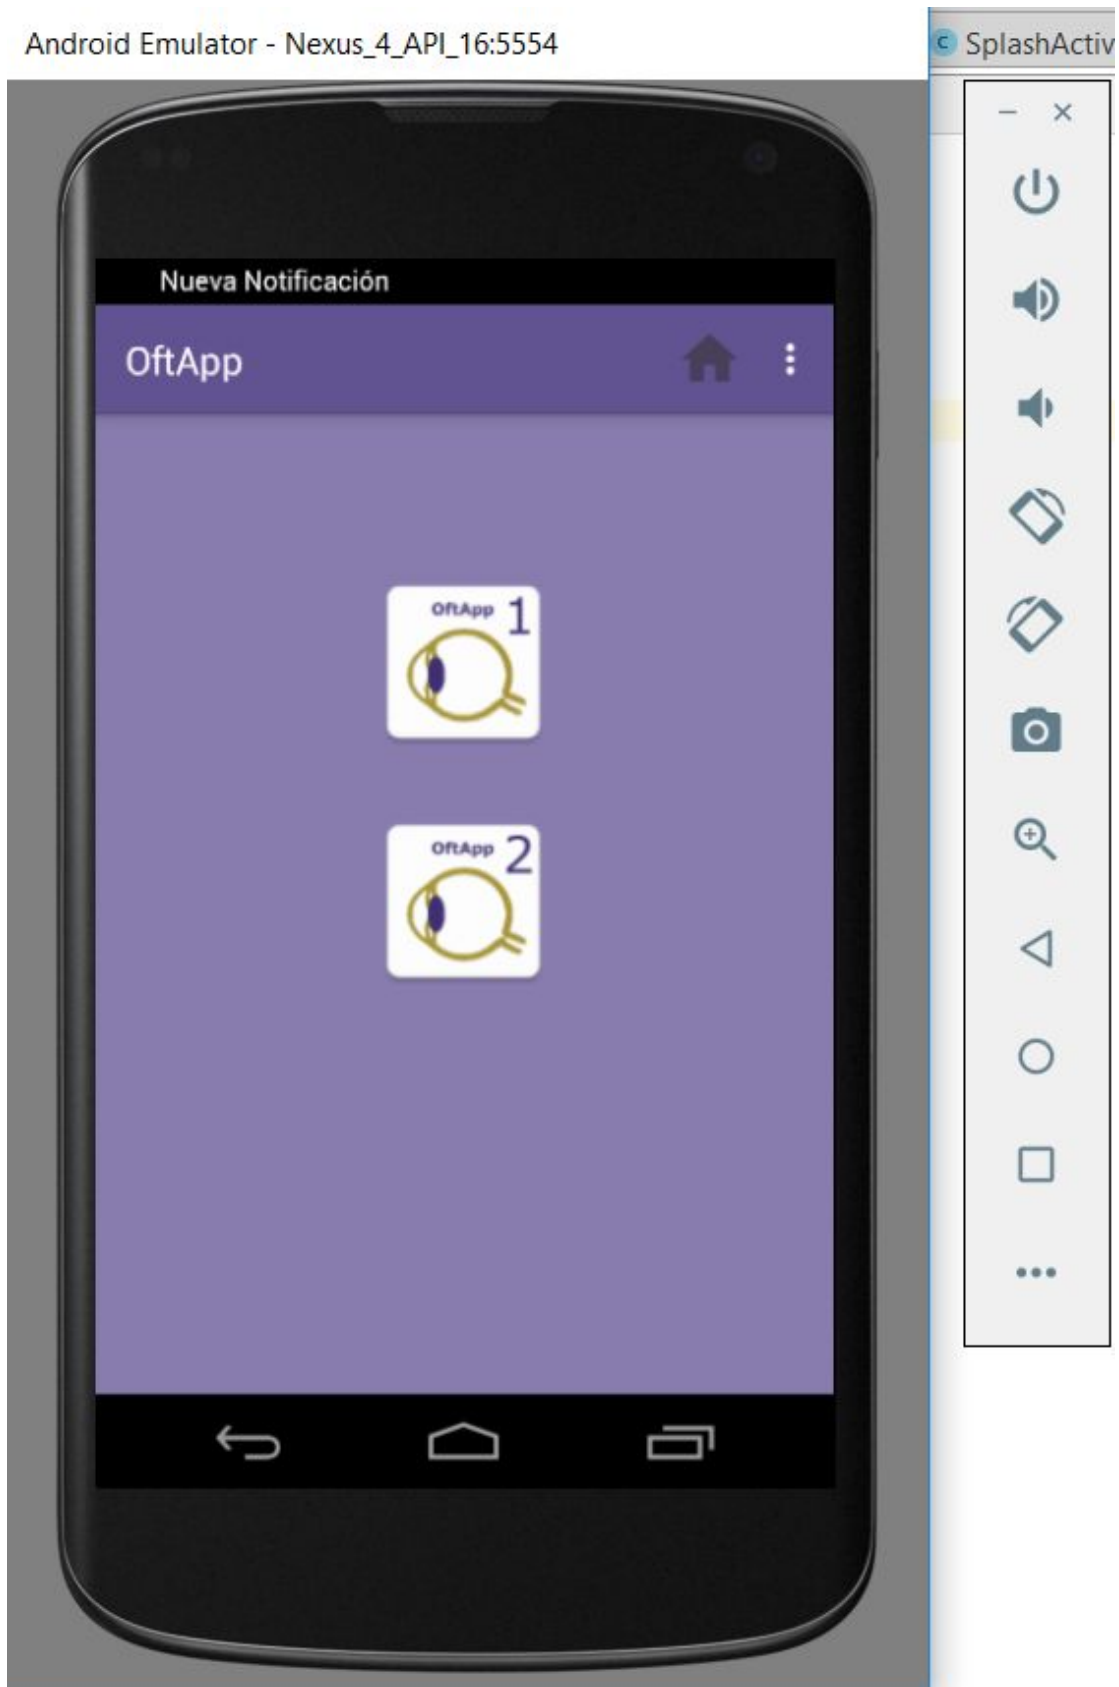 Android Emulator - Nexus_4_API_16:5554
SplashActiv
Nueva Notificación
OftApp
OftApp 1
OftApp 2